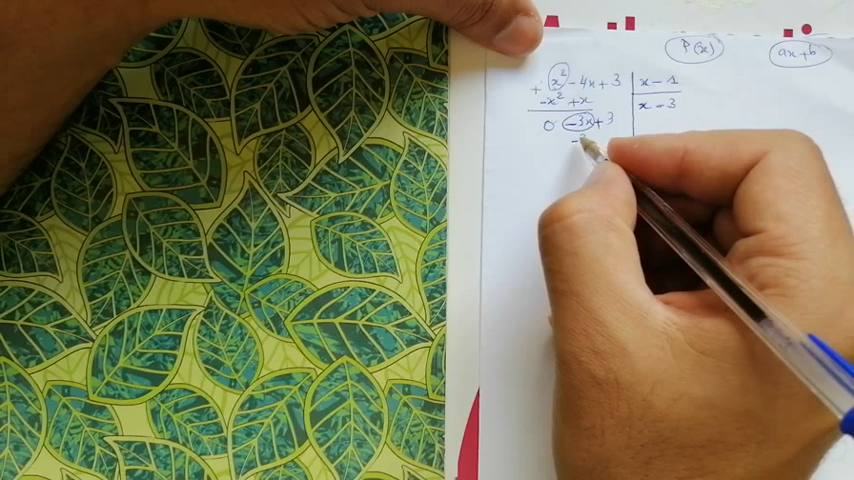 P(x) ax+b
+ x² - 4x + 3 | x - 1
-x² + x | x - 3
0 - 3x + 3